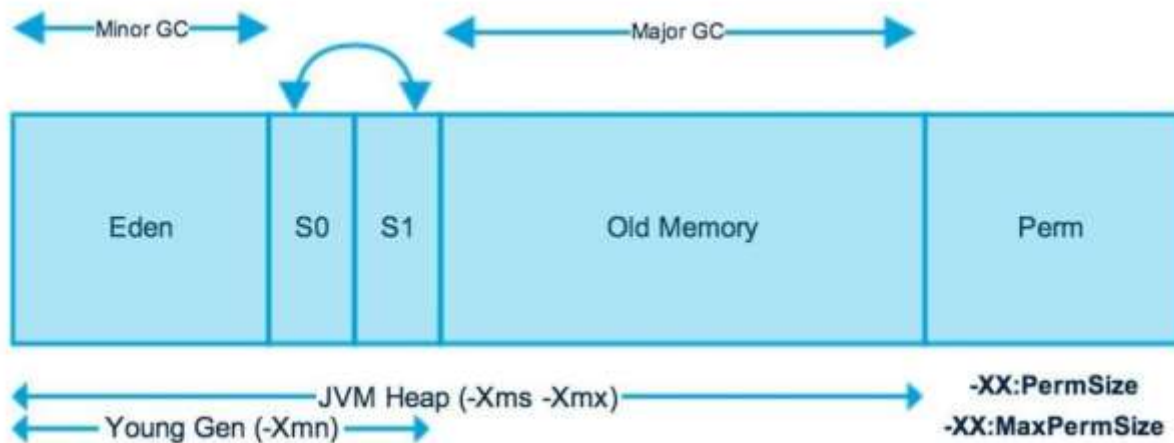 Minor GC
Major GC
Eden
S0
S1
Old Memory
Perm
JVM Heap (-Xms -Xmx)
-XX:PermSize
Young Gen (-Xmn)
-XX:MaxPermSize